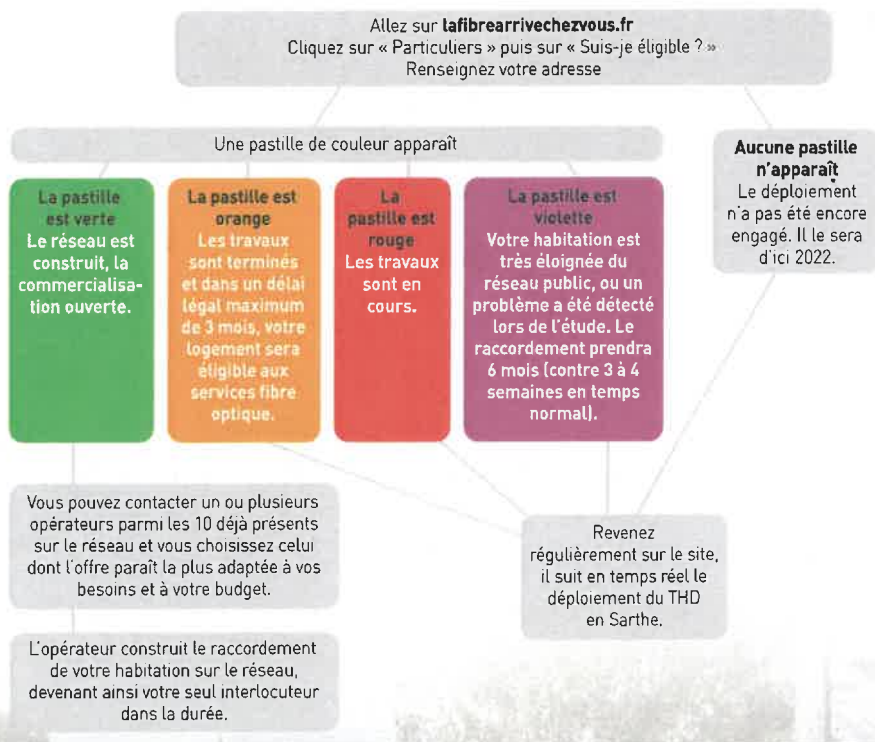 Allez sur lafibrearrivechezvous.fr
Cliquez sur « Particuliers » puis sur « Suis-je éligible ? »
Renseignez votre adresse
Une pastille de couleur apparaît
La pastille
est verte
Le réseau est
construit, la
commercialisa-
tion ouverte.
La pastille est
orange
Les travaux
sont terminés
et dans un délai
légal maximum
de 3 mois, votre
logement sera
éligible aux
services fibre
optique.
La
pastille est
rouge
Les travaux
sont en
cours.
La pastille est
violette
Votre habitation est
très éloignée du
réseau public, ou un
problème a été détecté
lors de l'étude. Le
raccordement prendra
6 mois (contre 3 à 4
semaines en temps
normal).
Aucune pastille
n'apparaît
Le déploiement
n'a pas été encore
engagé. Il le sera
d'ici 2022.
Vous pouvez contacter un ou plusieurs
opérateurs parmi les 10 déjà présents
sur le réseau et vous choisissez celui
dont l'offre paraît la plus adaptée à vos
besoins et à votre budget.
Revenez
régulièrement sur le site,
il suit en temps réel le
déploiement du THD
en Sarthe.
L'opérateur construit le raccordement
de votre habitation sur le réseau,
devenant ainsi votre seul interlocuteur
dans la durée.